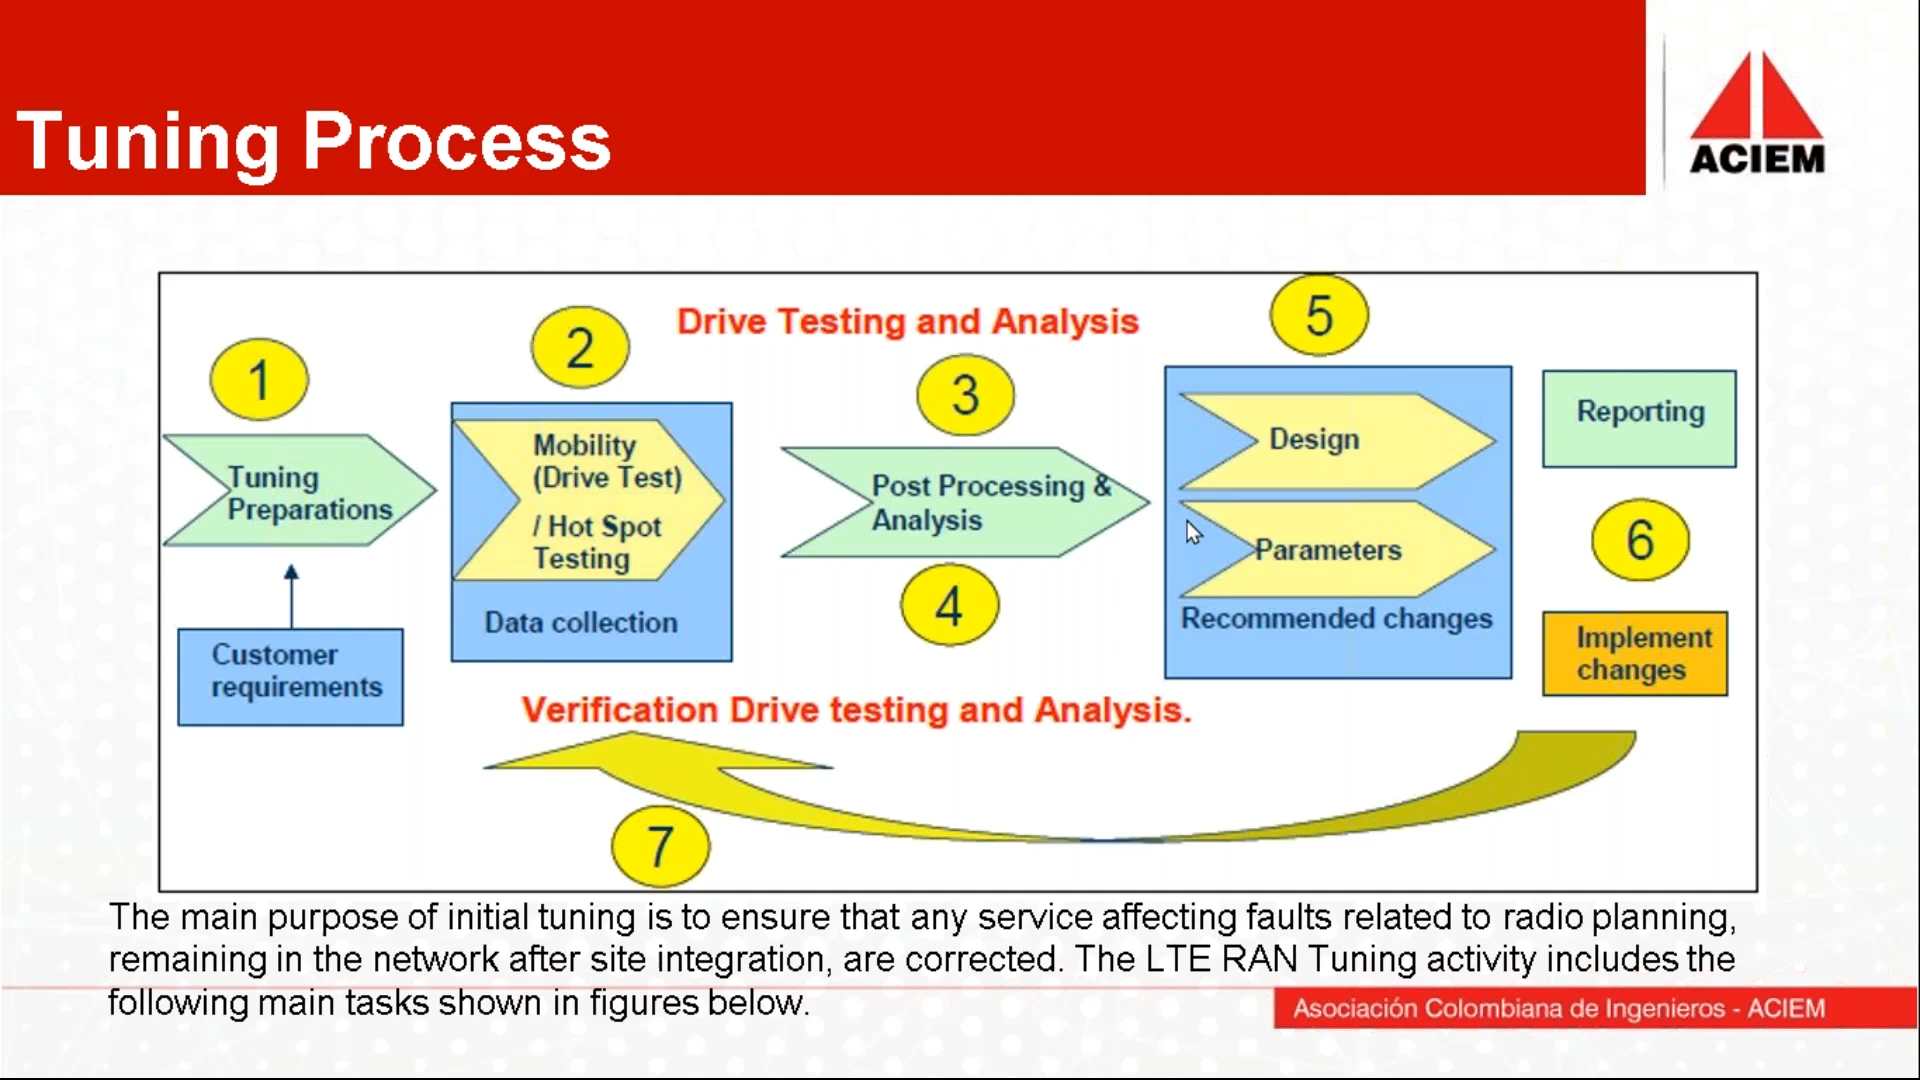 Tuning Process
ACIEM
Drive Testing and Analysis
1
Tuning
Preparations
Customer
requirements
2
Mobility
(Drive Test)
/ Hot Spot
Testing
Data collection
3
Post Processing &
Analysis
4
5
Design
Parameters
Recommended changes
Reporting
6
Implement
changes
Verification Drive testing and Analysis.
7
The main purpose of initial tuning is to ensure that any service affecting faults related to radio planning,
remaining in the network after site integration, are corrected. The LTE RAN Tuning activity includes the
following main tasks shown in figures below.
Asociación Colombiana de Ingenieros - ACIEM